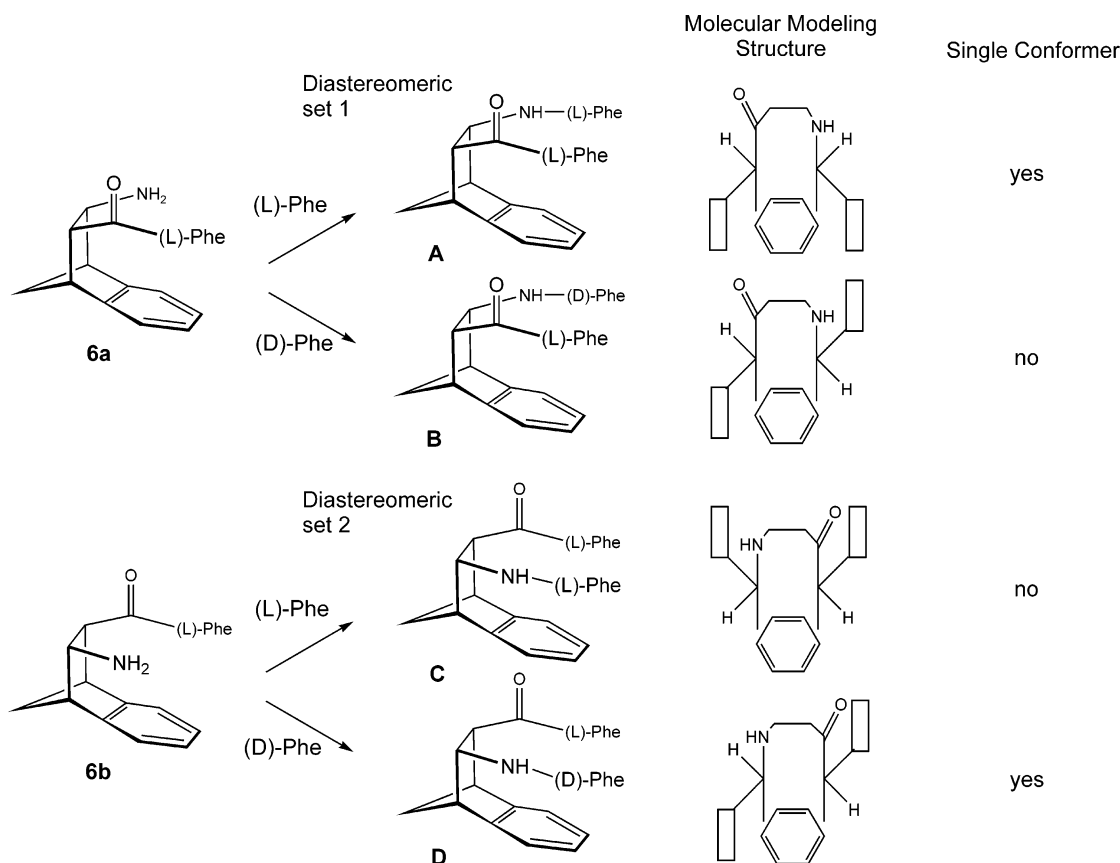 Molecular Modeling
Structure
Single Conformer
Diastereomeric
set 1
O
NH—(L)-Phe
(L)-Phe
A
O
NH
H
H
yes
O
NH2
(L)-Phe
6a
(L)-Phe
(D)-Phe
O
NH—(D)-Phe
(L)-Phe
B
O
NH
H
H
no
Diastereomeric
set 2
O
(L)-Phe
NH—(L)-Phe
C
HN
O
H
H
no
O
(L)-Phe
NH2
6b
(L)-Phe
(D)-Phe
O
(L)-Phe
NH—(D)-Phe
D
HN
O
H
H
yes